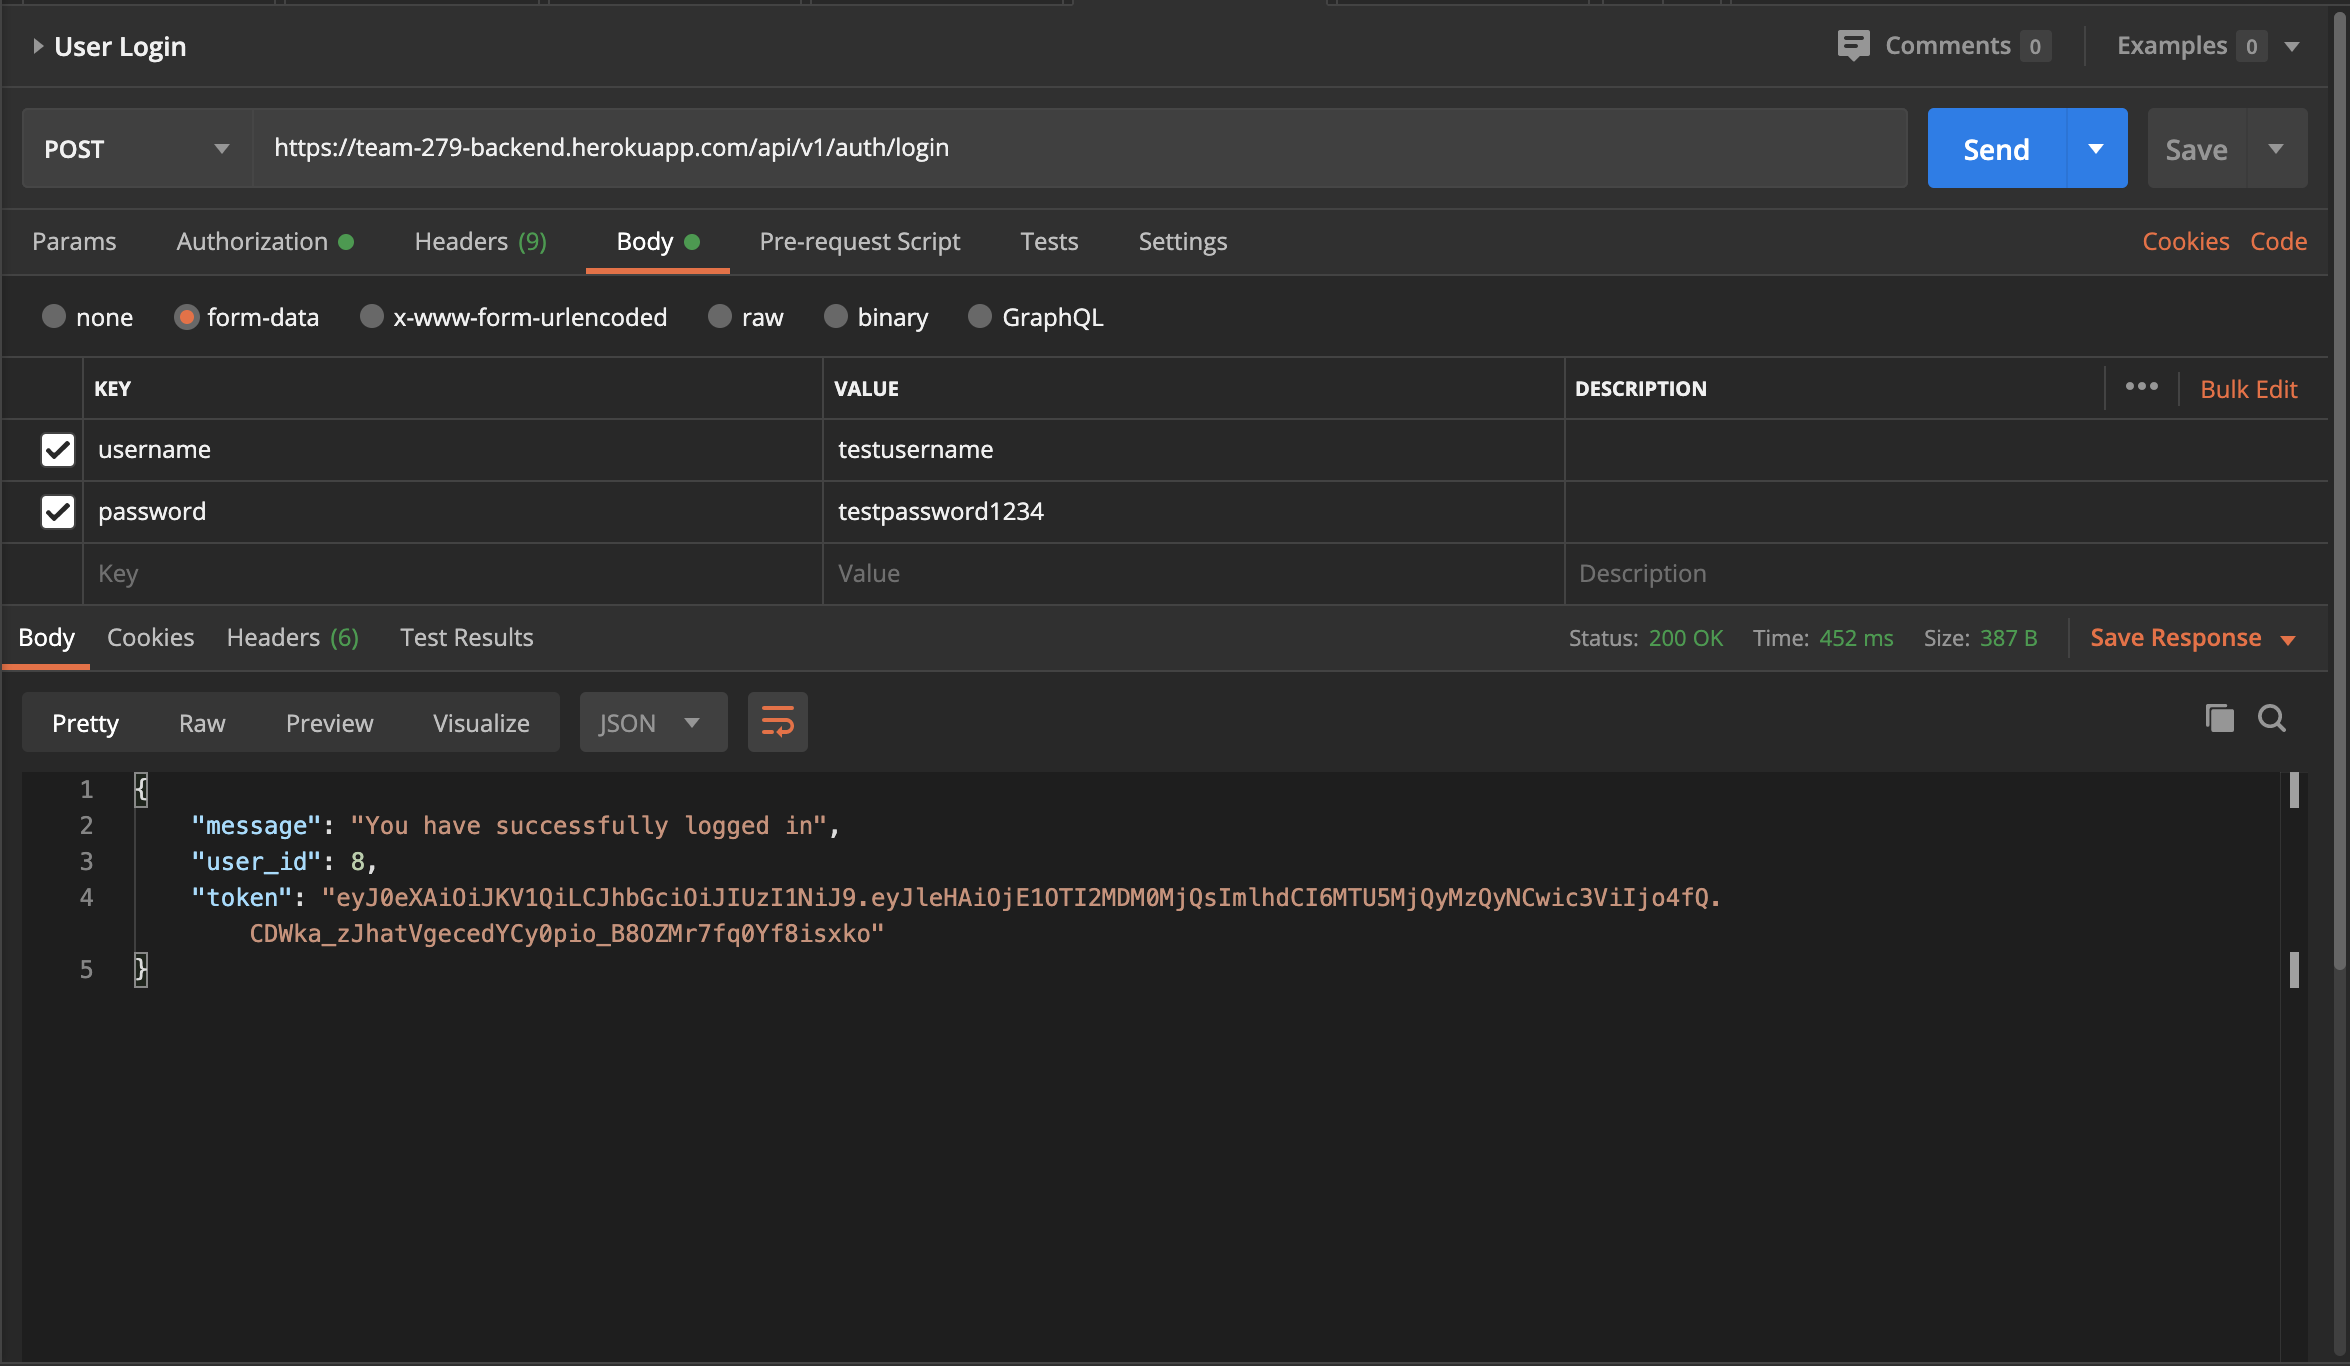 User Login
Comments 0
Examples 0
POST
https://team-279-backend.herokuapp.com/api/v1/auth/login
Send
Save
Params Authorization Headers (9) Body Pre-request Script Tests Settings Cookies Code
none form-data x-www-form-urlencoded raw binary GraphQL
KEY VALUE DESCRIPTION ••• Bulk Edit
username testusername
password testpassword1234
Key Value Description
Body Cookies Headers (6) Test Results Status: 200 OK Time: 452 ms Size: 387 B Save Response
Pretty Raw Preview Visualize JSON
1 {
2 "message": "You have successfully logged in",
3 "user_id": 8,
4 "token": "eyJ0eXAiOiJKV1QiLCJhbGciOiJIUzI1NiJ9.eyJleHAiOjE1OTI2MDM0MjQsImlhdCI6MTU5MjQyMzQyNCwic3ViIjo4fQ.
CDWka_zJhatVgecedYCy0pio_B8OZMr7fq0Yf8isxko"
5 }